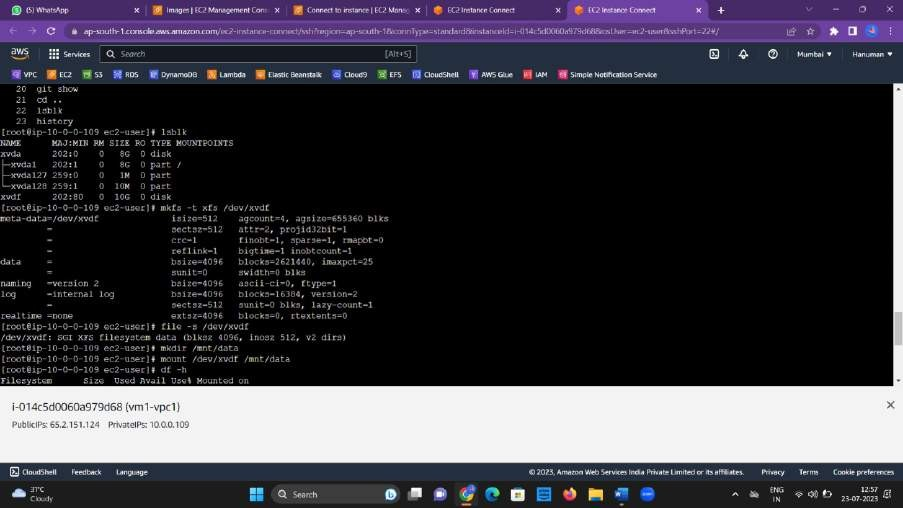 (5) WhatsApp
Images | EC2 Management Con
Connect to instance | EC2 Manag
EC2 Instance Connect
EC2 Instance Connect
ap-south-1.console.aws.amazon.com/ec2-instance-connect/ssh?region=ap-south-1&connType=standard&instanceId=i-014c5d0060a979d68&osUser=ec2-user&sshPort=22#/
aws Services Search [Alt+S] Mumbai Hanuman
VPC EC2 S3 RDS DynamoDB Lambda Elastic Beanstalk Cloud9 EFS CloudShell AWS Glue IAM Simple Notification Service
20 git show
21 cd ..
22 lsblk
23 history
[root@ip-10-0-0-109 ec2-user]# lsblk
NAME MAJ:MIN RM SIZE RO TYPE MOUNTPOINTS
xvda 202:0 0 8G 0 disk
├─xvda1 202:1 0 8G 0 part /
├─xvda127 259:0 0 1M 0 part
└─xvda128 259:1 0 10M 0 part
xvdf 202:80 0 10G 0 disk
[root@ip-10-0-0-109 ec2-user]# mkfs -t xfs /dev/xvdf
meta-data=/dev/xvdf isize=512 agcount=4, agsize=655360 blks
= sectsz=512 attr=2, projid32bit=1
= crc=1 finobt=1, sparse=1, rmapbt=0
= reflink=1 bigtime=1 inobtcount=1
data = bsize=4096 blocks=2621440, imaxpct=25
= sunit=0 swidth=0 blks
naming =version 2 bsize=4096 ascii-ci=0, ftype=1
log =internal log bsize=4096 blocks=16384, version=2
= sectsz=512 sunit=0 blks, lazy-count=1
realtime =none extsz=4096 blocks=0, rtextents=0
[root@ip-10-0-0-109 ec2-user]# file -s /dev/xvdf
/dev/xvdf: SGI XFS filesystem data (blksz 4096, inosz 512, v2 dirs)
[root@ip-10-0-0-109 ec2-user]# mkdir /mnt/data
[root@ip-10-0-0-109 ec2-user]# mount /dev/xvdf /mnt/data
[root@ip-10-0-0-109 ec2-user]# df -h
Filesystem Size Used Avail Use% Mounted on
i-014c5d0060a979d68 (vm1-vpc1)
PublicIPs: 65.2.151.124 PrivateIPs: 10.0.0.109
CloudShell Feedback Language © 2023, Amazon Web Services India Private Limited or its affiliates. Privacy Terms Cookie preferences
31°C
Cloudy
Search
ENG
IN
12:57
23-07-2023